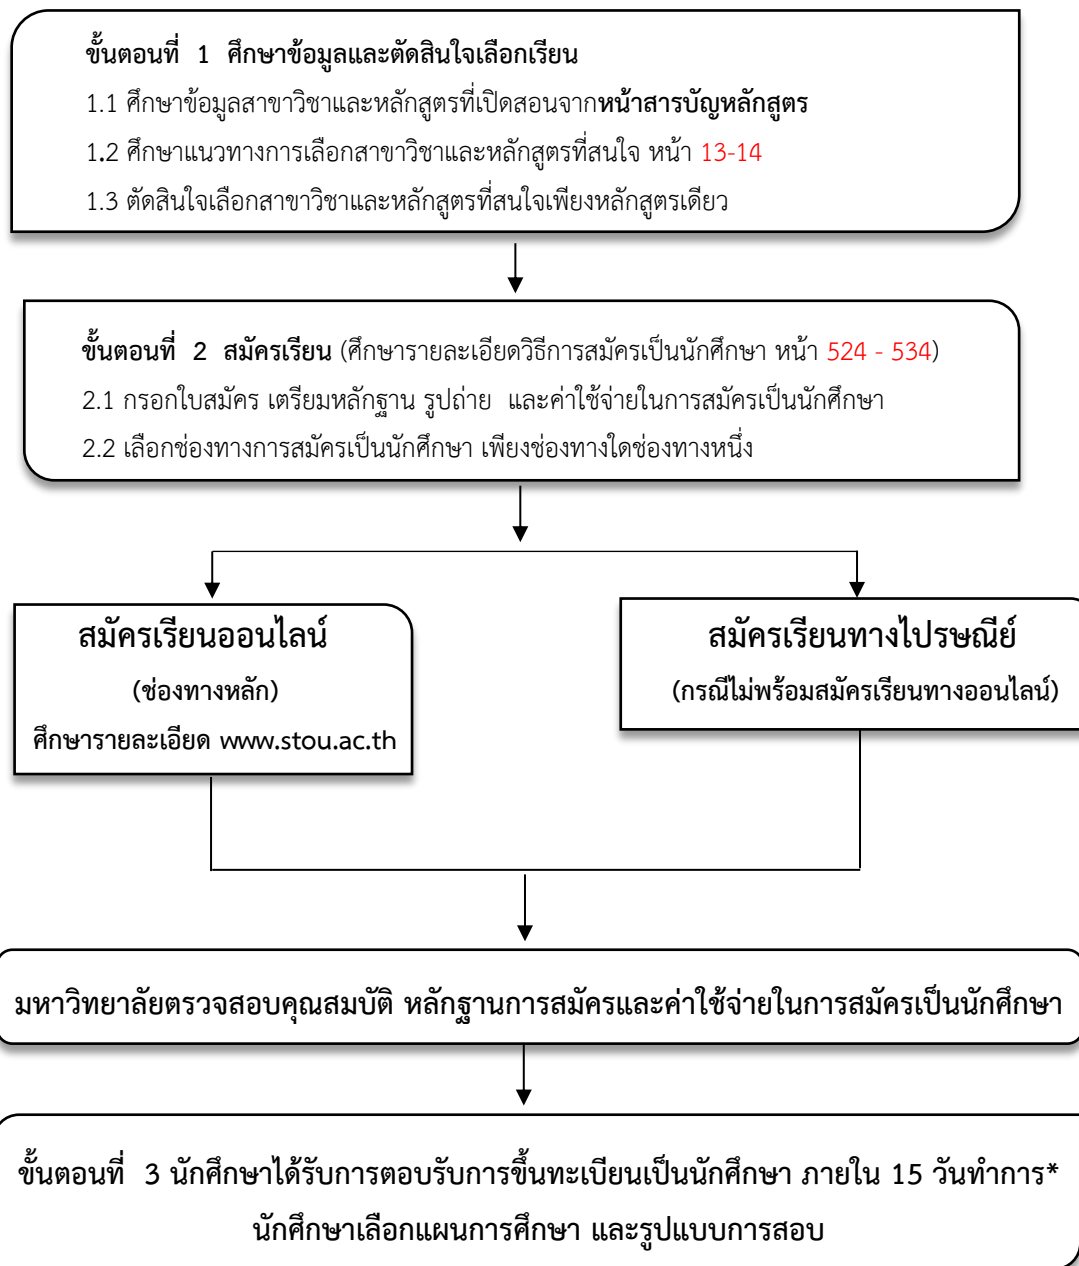 ขั้นตอนที่ 1 ศึกษาข้อมูลและตัดสินใจเลือกเรียน
1.1 ศึกษาข้อมูลสาขาวิชาและหลักสูตรที่เปิดสอนจากหน้าสารบัญหลักสูตร
1.2 ศึกษาแนวทางการเลือกสาขาวิชาและหลักสูตรที่สนใจ หน้า 13-14
1.3 ตัดสินใจเลือกสาขาวิชาและหลักสูตรที่สนใจเพียงหลักสูตรเดียว
ขั้นตอนที่ 2 สมัครเรียน (ศึกษารายละเอียดวิธีการสมัครเป็นนักศึกษา หน้า 524 - 534)
2.1 กรอกใบสมัคร เตรียมหลักฐาน รูปถ่าย และค่าใช้จ่ายในการสมัครเป็นนักศึกษา
2.2 เลือกช่องทางการสมัครเป็นนักศึกษา เพียงช่องทางใดช่องทางหนึ่ง
สมัครเรียนออนไลน์
(ช่องทางหลัก)
ศึกษารายละเอียด www.stou.ac.th
สมัครเรียนทางไปรษณีย์
(กรณีไม่พร้อมสมัครเรียนทางออนไลน์)
มหาวิทยาลัยตรวจสอบคุณสมบัติ หลักฐานการสมัครและค่าใช้จ่ายในการสมัครเป็นนักศึกษา
ขั้นตอนที่ 3 นักศึกษาได้รับการตอบรับการขึ้นทะเบียนเป็นนักศึกษา ภายใน 15 วันทำการ*
นักศึกษาเลือกแผนการศึกษา และรูปแบบการสอบ